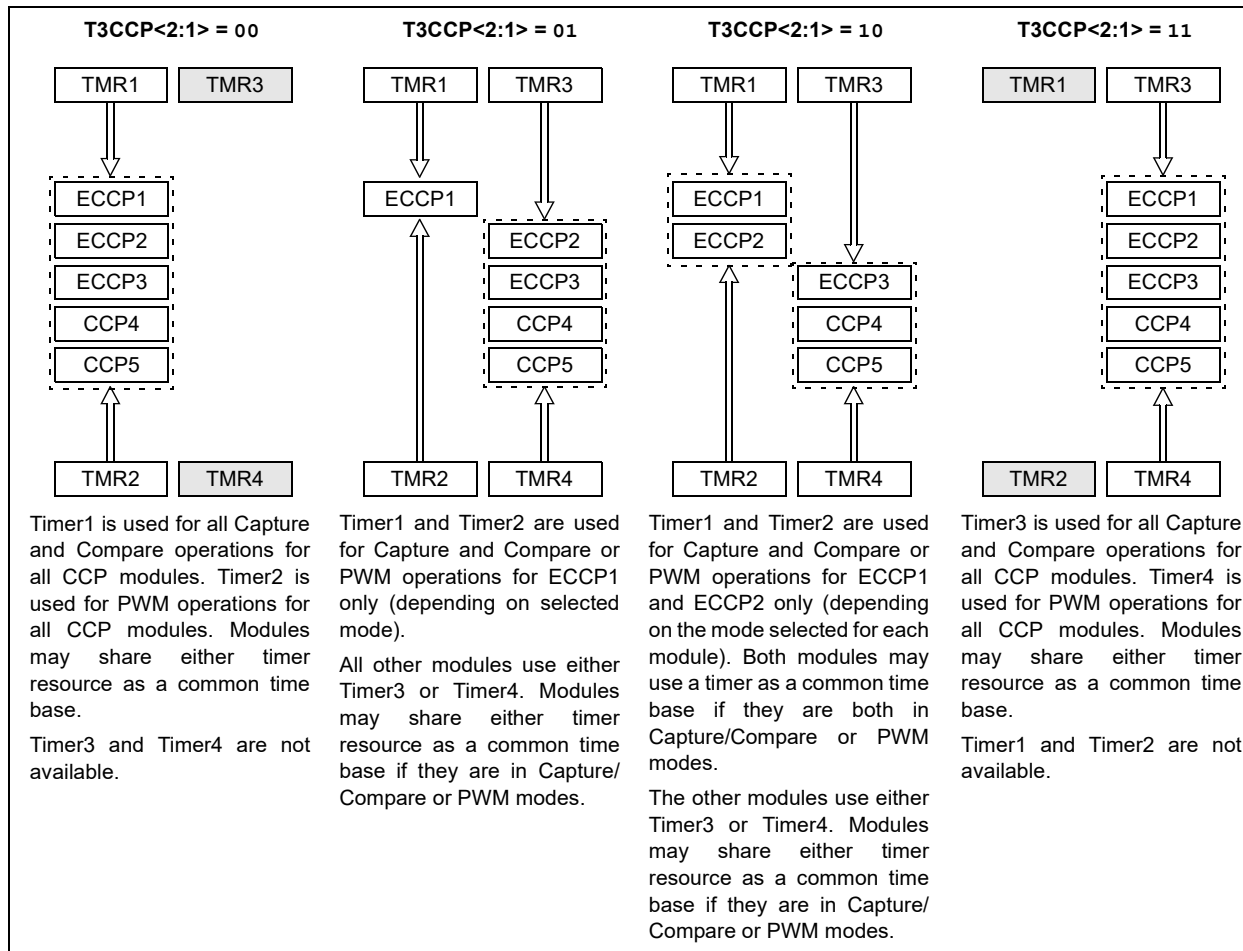 T3CCP<2:1> = 00
TMR1 TMR3
ECCP1
ECCP2
ECCP3
CCP4
CCP5
TMR2 TMR4
Timer1 is used for all Capture
and Compare operations for
all CCP modules. Timer2 is
used for PWM operations for
all CCP modules. Modules
may share either timer
resource as a common time
base.
Timer3 and Timer4 are not
available.
T3CCP<2:1> = 01
TMR1 TMR3
ECCP1
ECCP2
ECCP3
CCP4
CCP5
TMR2 TMR4
Timer1 and Timer2 are used
for Capture and Compare or
PWM operations for ECCP1
only (depending on selected
mode).
All other modules use either
Timer3 or Timer4. Modules
may share either timer
resource as a common time
base if they are in Capture/
Compare or PWM modes.
T3CCP<2:1> = 10
TMR1 TMR3
ECCP1
ECCP2
ECCP3
CCP4
CCP5
TMR2 TMR4
Timer1 and Timer2 are used
for Capture and Compare or
PWM operations for ECCP1
and ECCP2 only (depending
on the mode selected for each
module). Both modules may
use a timer as a common time
base if they are both in
Capture/Compare or PWM
modes.
The other modules use either
Timer3 or Timer4. Modules
may share either timer
resource as a common time
base if they are in Capture/
Compare or PWM modes.
T3CCP<2:1> = 11
TMR1 TMR3
ECCP1
ECCP2
ECCP3
CCP4
CCP5
TMR2 TMR4
Timer3 is used for all Capture
and Compare operations for
all CCP modules. Timer4 is
used for PWM operations for
all CCP modules. Modules
may share either timer
resource as a common time
base.
Timer1 and Timer2 are not
available.